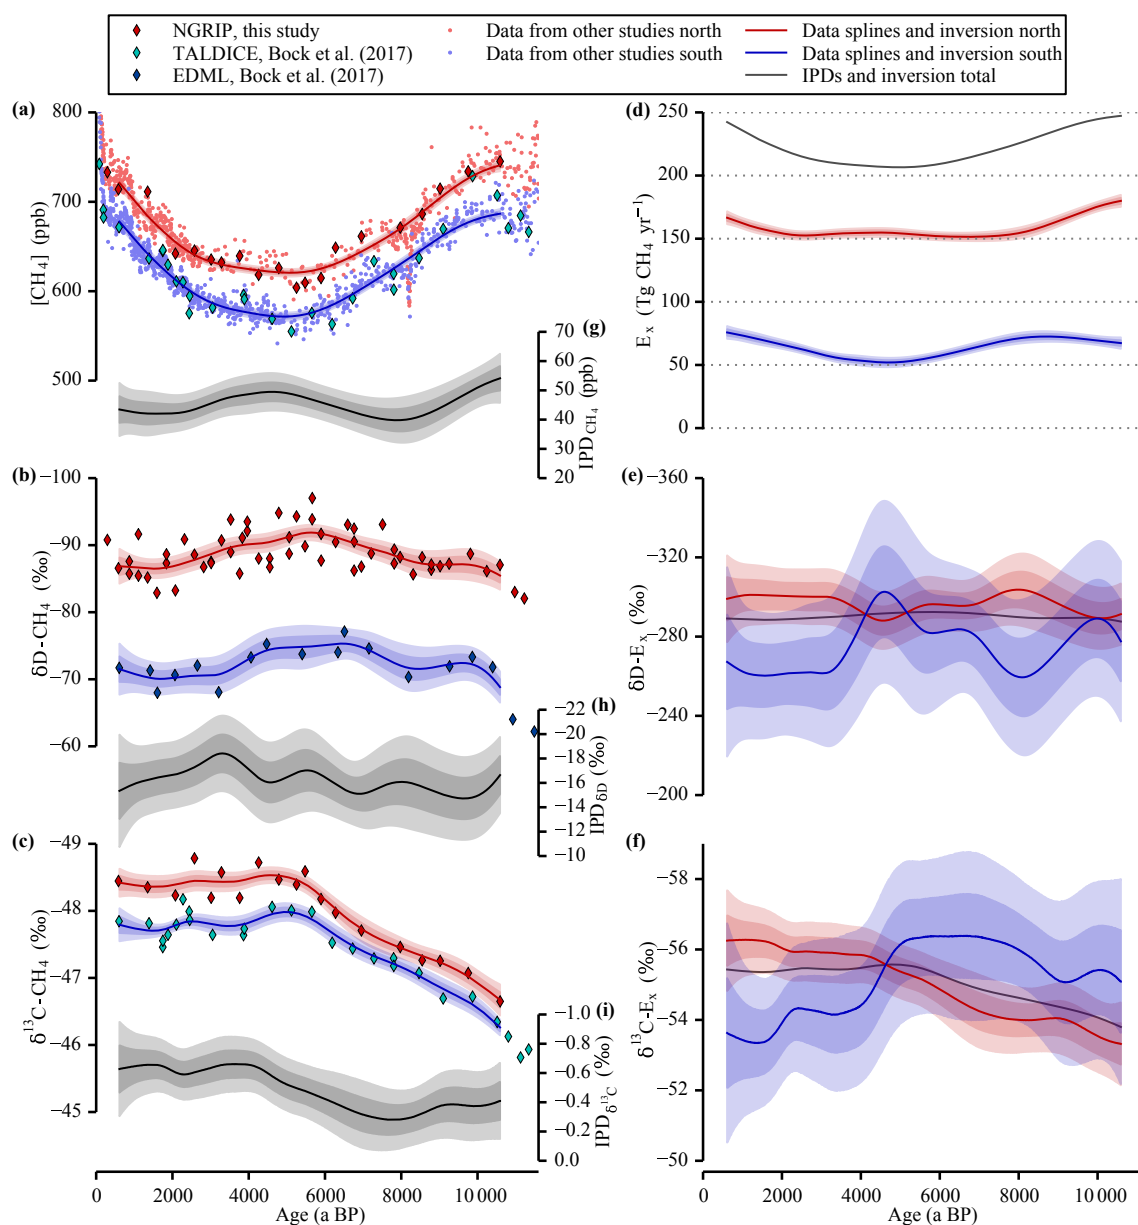 NGRIP, this study
TALDICE, Bock et al. (2017)
EDML, Bock et al. (2017)
Data from other studies north
Data from other studies south
Data splines and inversion north
Data splines and inversion south
IPDs and inversion total
(a)
800
700
600
500
[CH₄] (ppb)
(g)
70
60
50
40
30
20
IPD_CH₄ (ppb)
(b)
−100
−90
−80
−70
−60
δD-CH₄ (‰)
(h)
−22
−20
−18
−16
−14
−12
−10
IPD_δD (‰)
(c)
−49
−48
−47
−46
−45
δ¹³C-CH₄ (‰)
(i)
−1.0
−0.8
−0.6
−0.4
−0.2
0.0
IPD_δ¹³C (‰)
0 2000 4000 6000 8000 10000
Age (a BP)
(d)
250
200
150
100
50
0
Eₓ (Tg CH₄ yr⁻¹)
(e)
−360
−320
−280
−240
−200
δD-Eₓ (‰)
(f)
−58
−56
−54
−52
−50
δ¹³C-Eₓ (‰)
0 2000 4000 6000 8000 10000
Age (a BP)